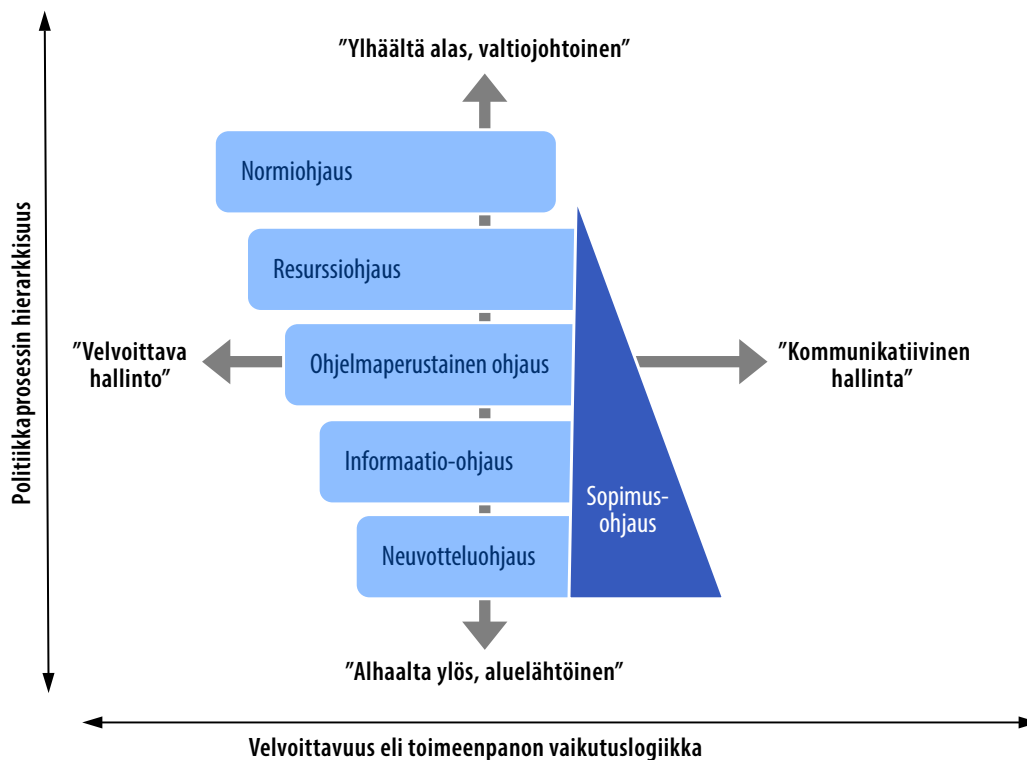 ”Ylhäältä alas, valtiojohtoinen”
Normiohjaus
Resurssiohjaus
Politiikkaprosessin hierarkkisuus
”Velvoittava
hallinto”
Ohjelmaperustainen ohjaus
”Kommunikatiivinen
hallinta”
Informaatio-ohjaus
Sopimus-
ohjaus
Neuvotteluohjaus
”Alhaalta ylös, aluelähtöinen”
Velvoittavuus eli toimeenpanon vaikutuslogiikka